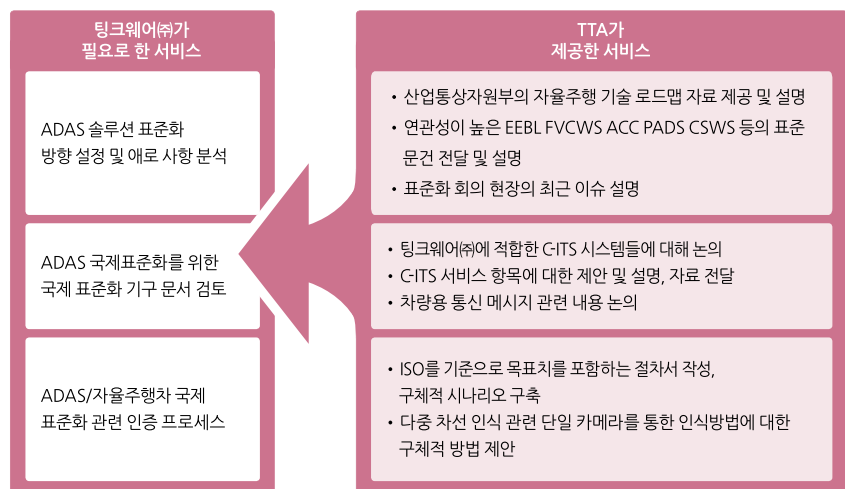 팅크웨어㈜가
필요로 한 서비스
TTA가
제공한 서비스
ADAS 솔루션 표준화
방향 설정 및 애로 사항 분석
• 산업통상자원부의 자율주행 기술 로드맵 자료 제공 및 설명
• 연관성이 높은 EEBL FVCWS ACC PADS CSWS 등의 표준
문건 전달 및 설명
• 표준화 회의 현장의 최근 이슈 설명
ADAS 국제표준화를 위한
국제 표준화 기구 문서 검토
• 팅크웨어㈜에 적합한 C-ITS 시스템들에 대해 논의
• C-ITS 서비스 항목에 대한 제안 및 설명, 자료 전달
• 차량용 통신 메시지 관련 내용 논의
ADAS/자율주행차 국제
표준화 관련 인증 프로세스
• ISO를 기준으로 목표치를 포함하는 절차서 작성,
구체적 시나리오 구축
• 다중 차선 인식 관련 단일 카메라를 통한 인식방법에 대한
구체적 방법 제안